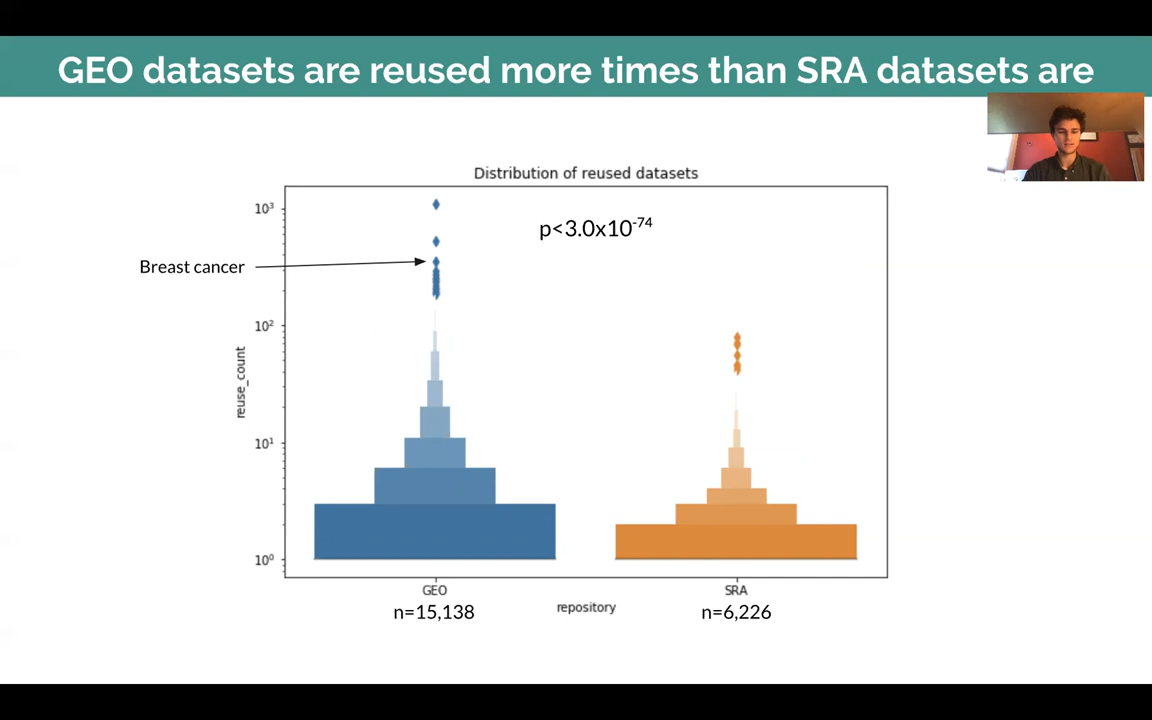 GEO datasets are reused more times than SRA datasets are
Distribution of reused datasets
p<3.0x10⁻⁷⁴
Breast cancer
10³
10²
10¹
10⁰
reuse_count
GEO
SRA
n=15,138
repository
n=6,226